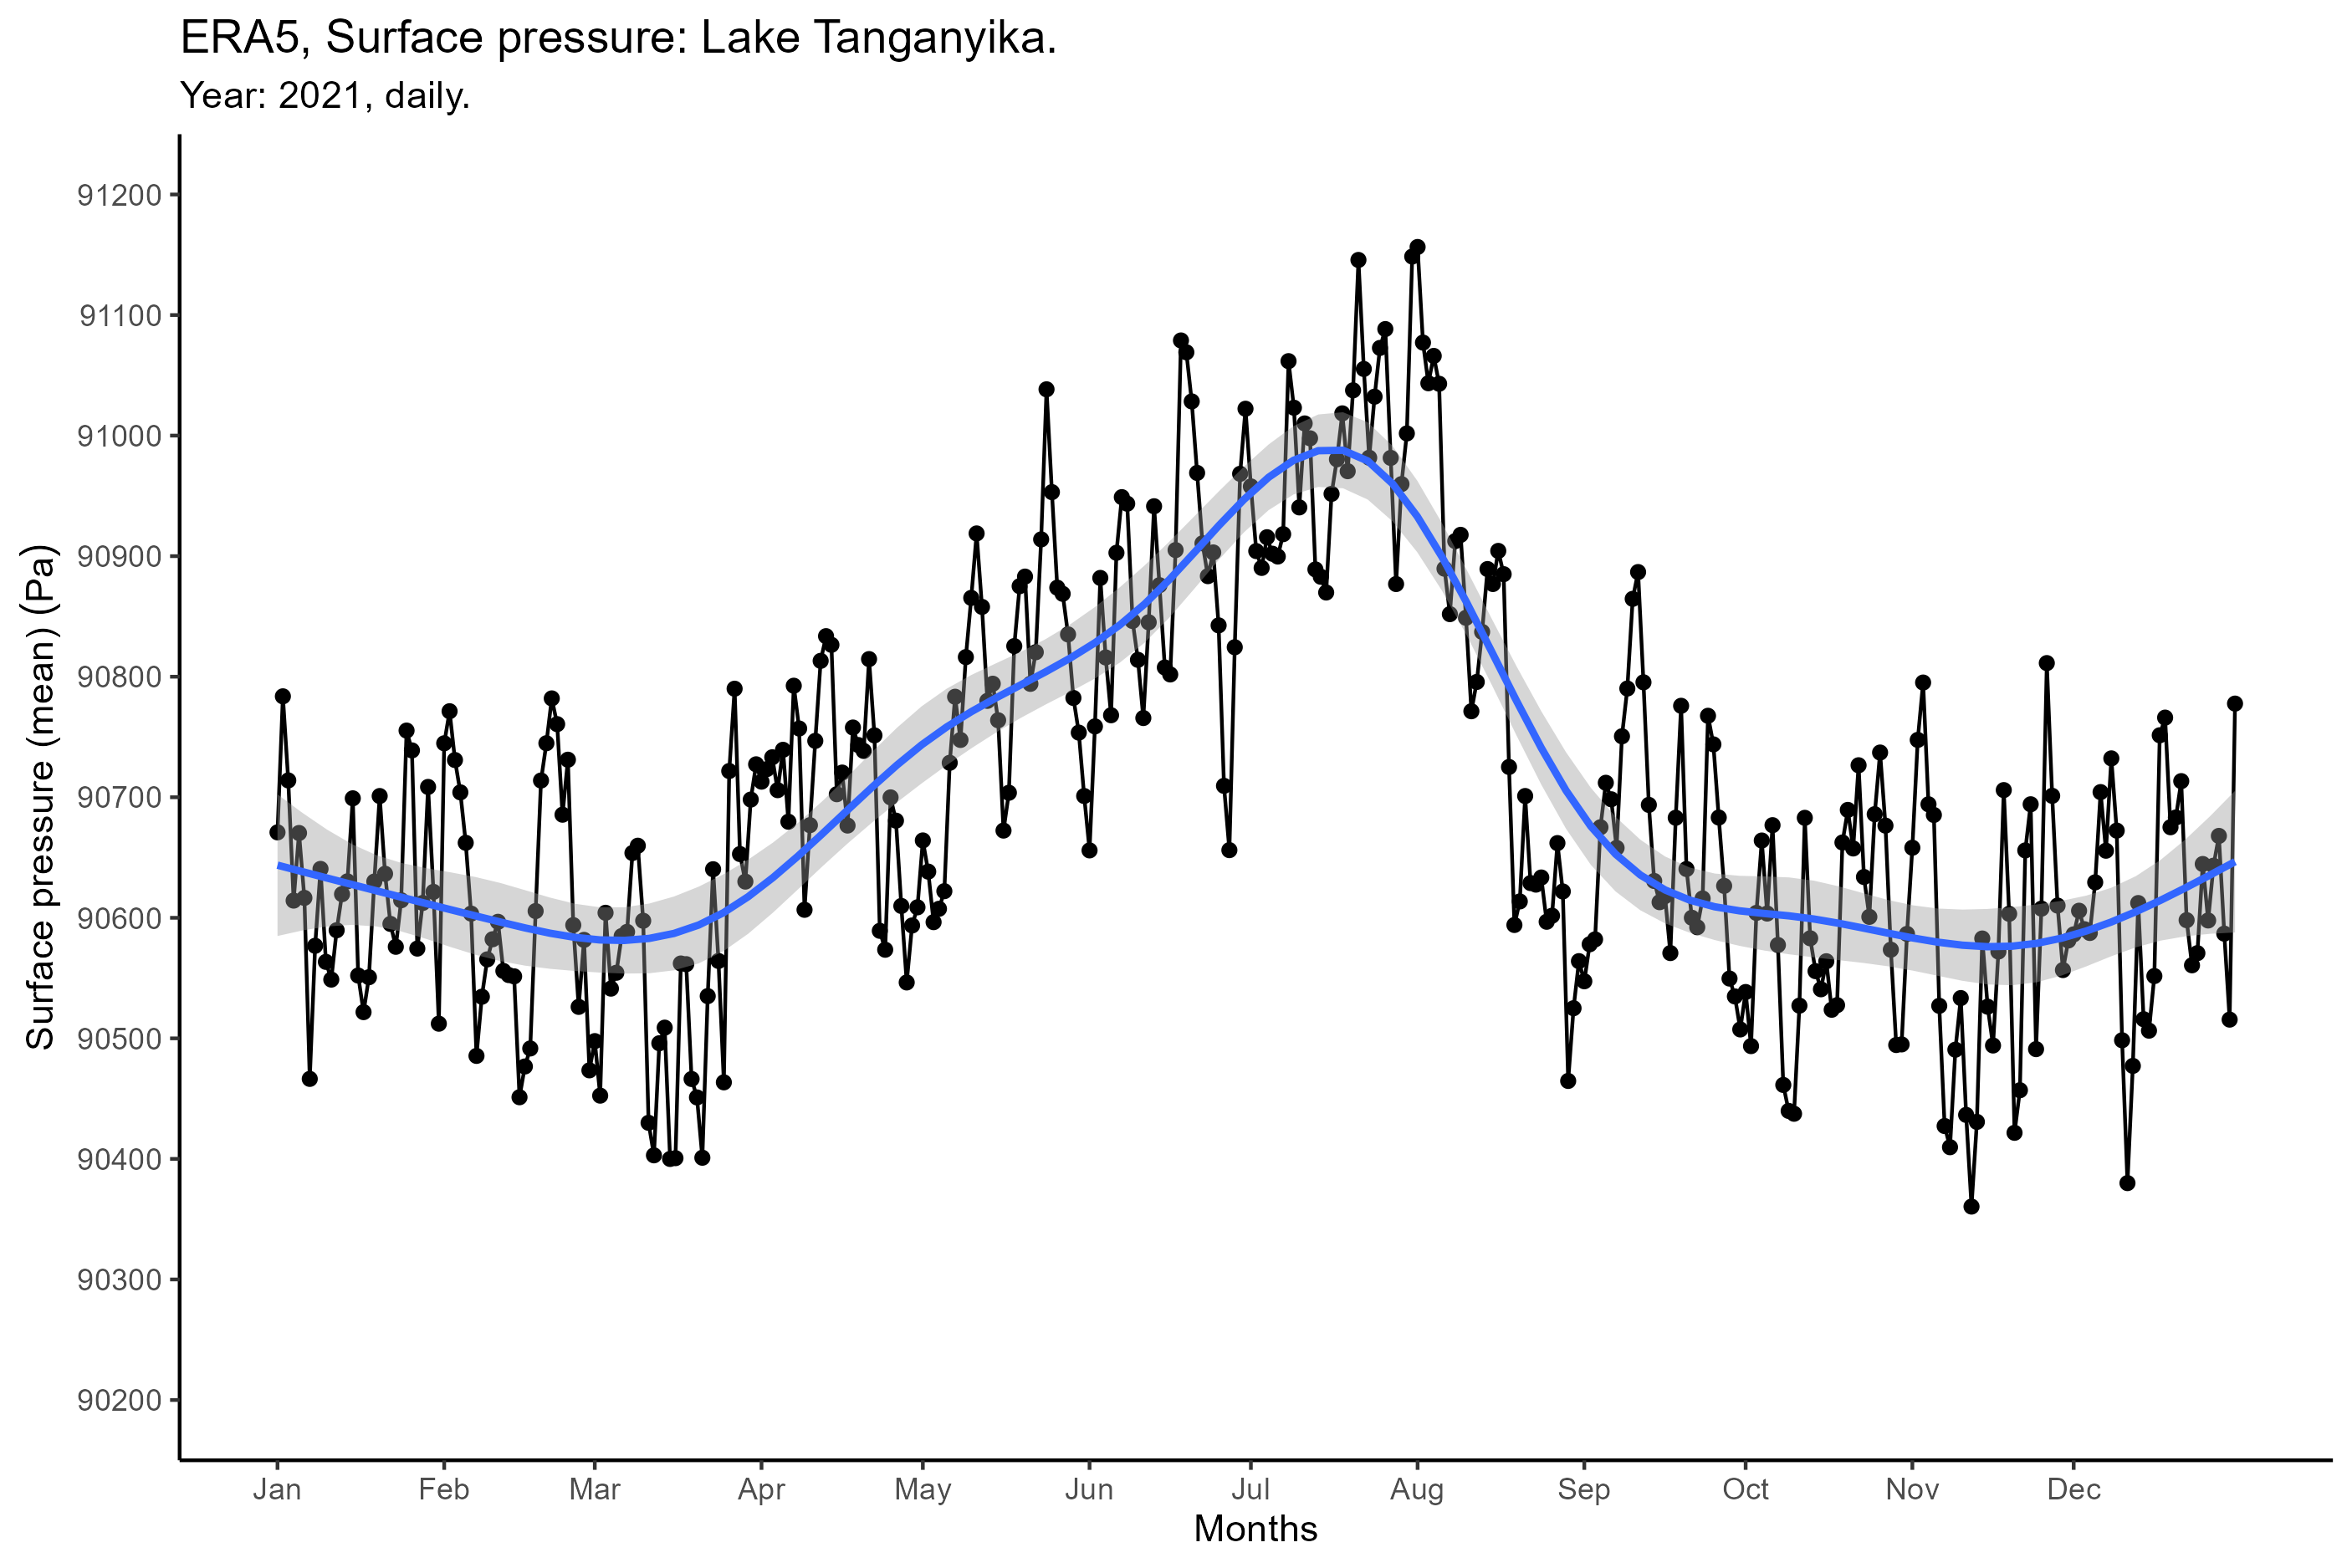 ERA5, Surface pressure: Lake Tanganyika.
Year: 2021, daily.
Surface pressure (mean) (Pa)
91200
91100
91000
90900
90800
90700
90600
90500
90400
90300
90200
Jan Feb Mar Apr May Jun Jul Aug Sep Oct Nov Dec
Months